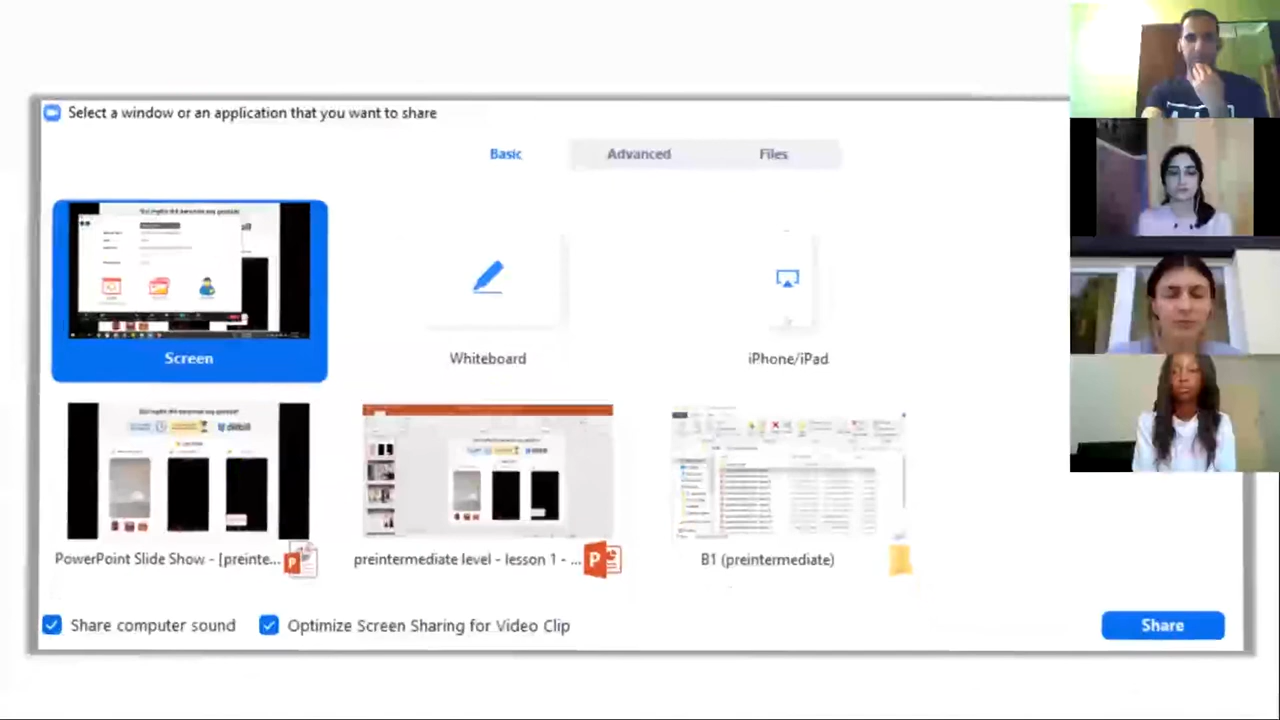 Select a window or an application that you want to share
Basic
Advanced
Files
Screen
Whiteboard
iPhone/iPad
PowerPoint Slide Show - [preinte...
preintermediate level - lesson 1 - ...
B1 (preintermediate)
Share computer sound
Optimize Screen Sharing for Video Clip
Share